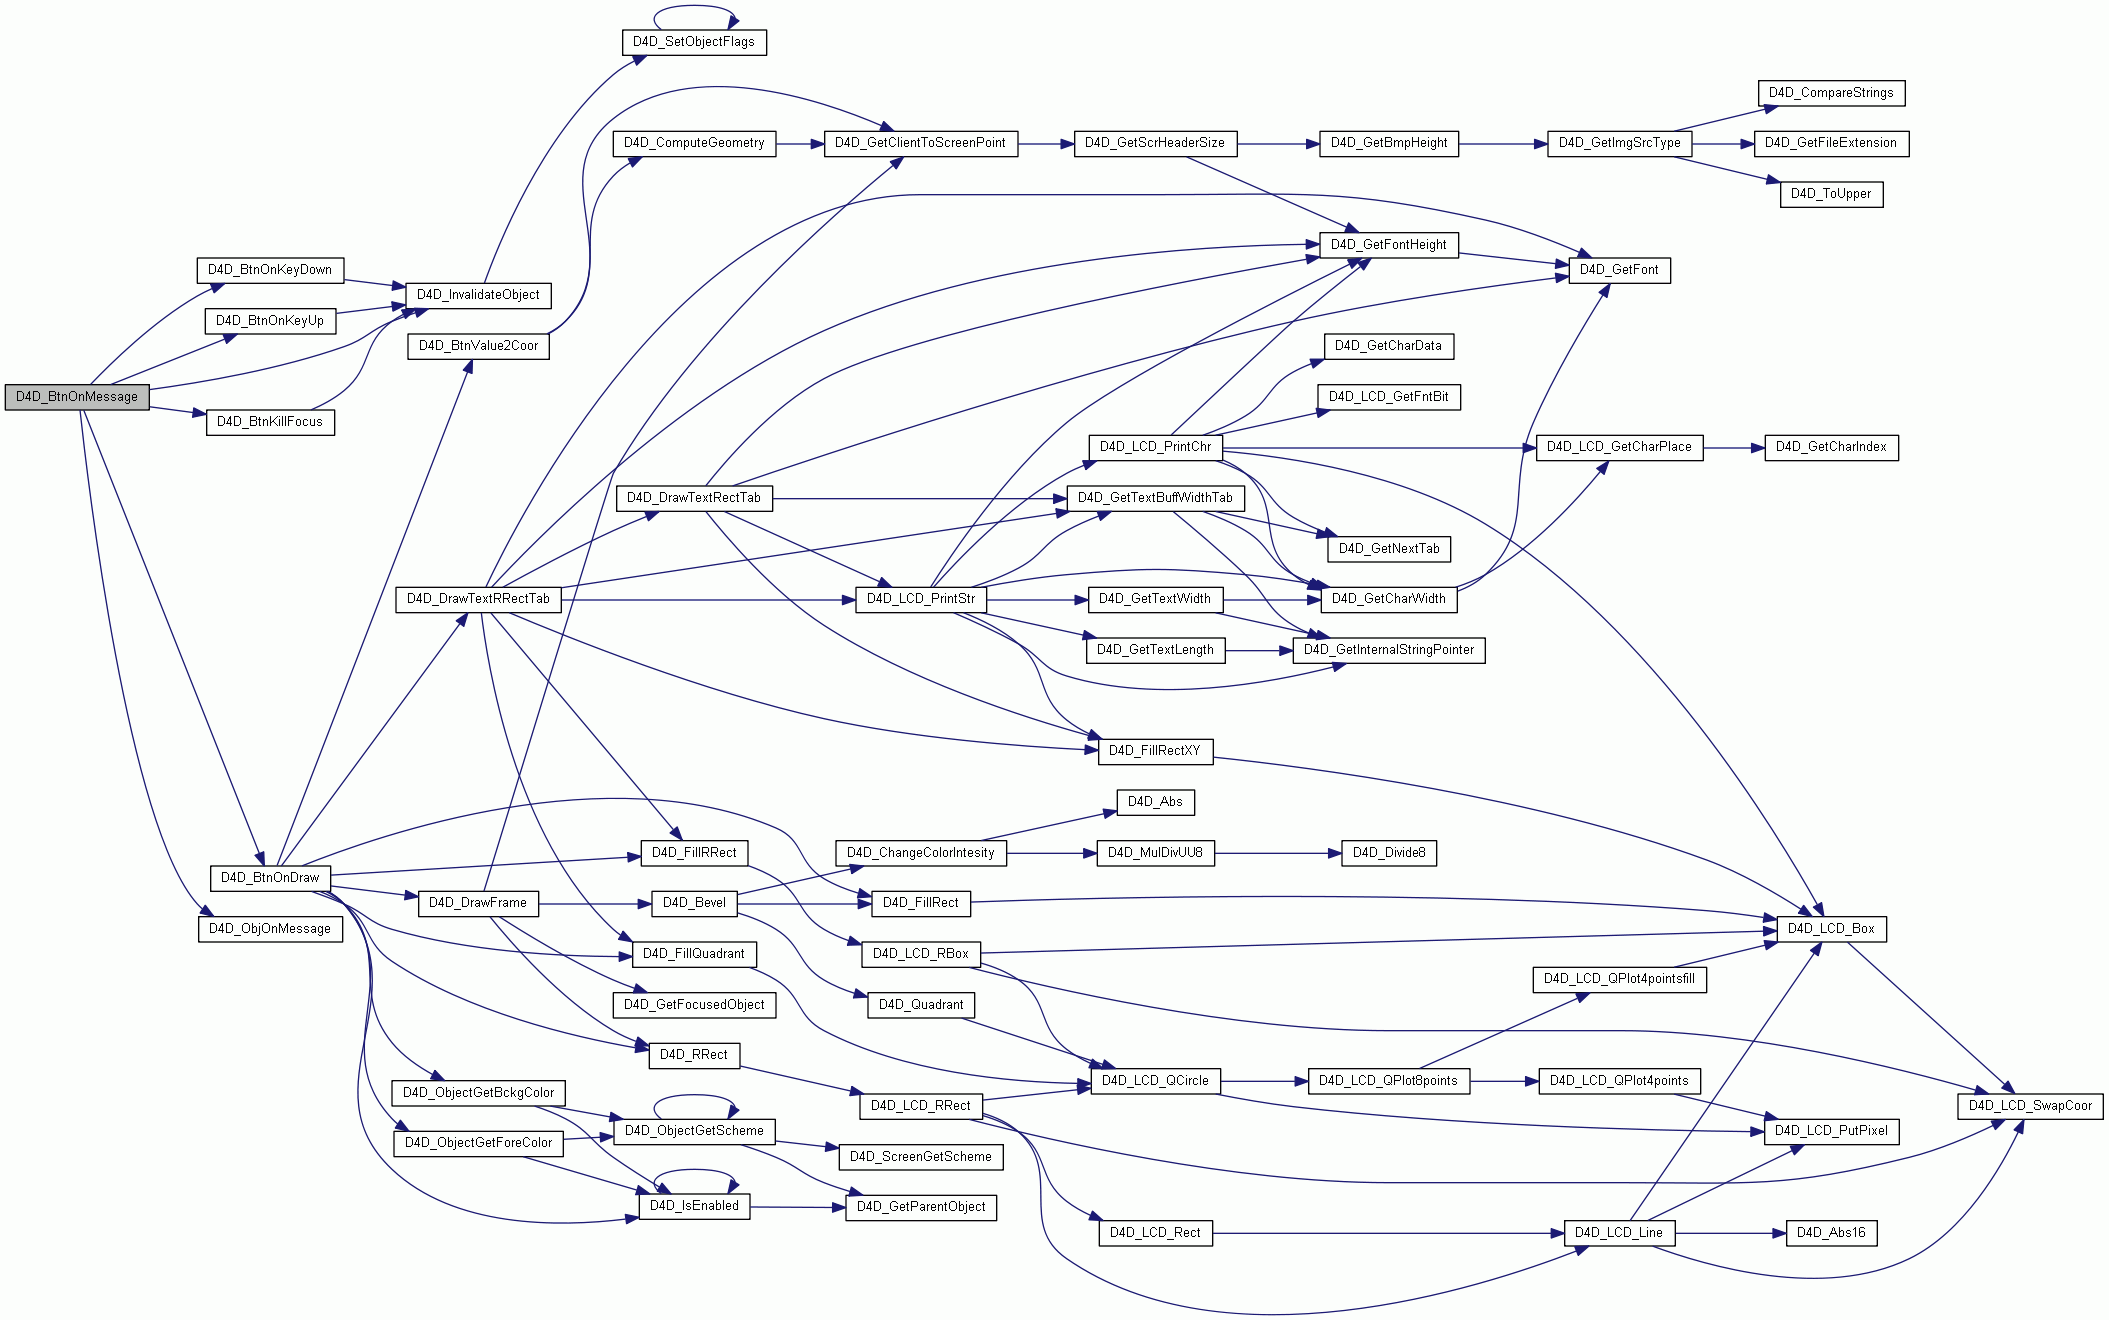 D4D_SetObjectFlags
D4D_CompareStrings
D4D_ComputeGeometry
D4D_GetClientToScreenPoint
D4D_GetScrHeaderSize
D4D_GetBmpHeight
D4D_GetImgSrcType
D4D_GetFileExtension
D4D_ToUpper
D4D_GetFontHeight
D4D_BtnOnKeyDown
D4D_GetFont
D4D_InvalidateObject
D4D_BtnOnKeyUp
D4D_BtnValue2Coor
D4D_GetCharData
D4D_BtnOnMessage
D4D_LCD_GetFntBit
D4D_BtnKillFocus
D4D_LCD_PrintChr
D4D_LCD_GetCharPlace
D4D_GetCharIndex
D4D_DrawTextRectTab
D4D_GetTextBuffWidthTab
D4D_GetNextTab
D4D_DrawTextRRectTab
D4D_LCD_PrintStr
D4D_GetTextWidth
D4D_GetCharWidth
D4D_GetTextLength
D4D_GetInternalStringPointer
D4D_FillRectXY
D4D_Abs
D4D_FillRRect
D4D_ChangeColorIntesity
D4D_MulDivUU8
D4D_Divide8
D4D_BtnOnDraw
D4D_DrawFrame
D4D_Bevel
D4D_FillRect
D4D_ObjOnMessage
D4D_LCD_Box
D4D_FillQuadrant
D4D_LCD_RBox
D4D_LCD_QPlot4pointsfill
D4D_GetFocusedObject
D4D_Quadrant
D4D_RRect
D4D_LCD_QCircle
D4D_LCD_QPlot8points
D4D_LCD_QPlot4points
D4D_ObjectGetBckgColor
D4D_LCD_RRect
D4D_LCD_SwapCoor
D4D_ObjectGetForeColor
D4D_ObjectGetScheme
D4D_LCD_PutPixel
D4D_ScreenGetScheme
D4D_IsEnabled
D4D_GetParentObject
D4D_LCD_Rect
D4D_LCD_Line
D4D_Abs16